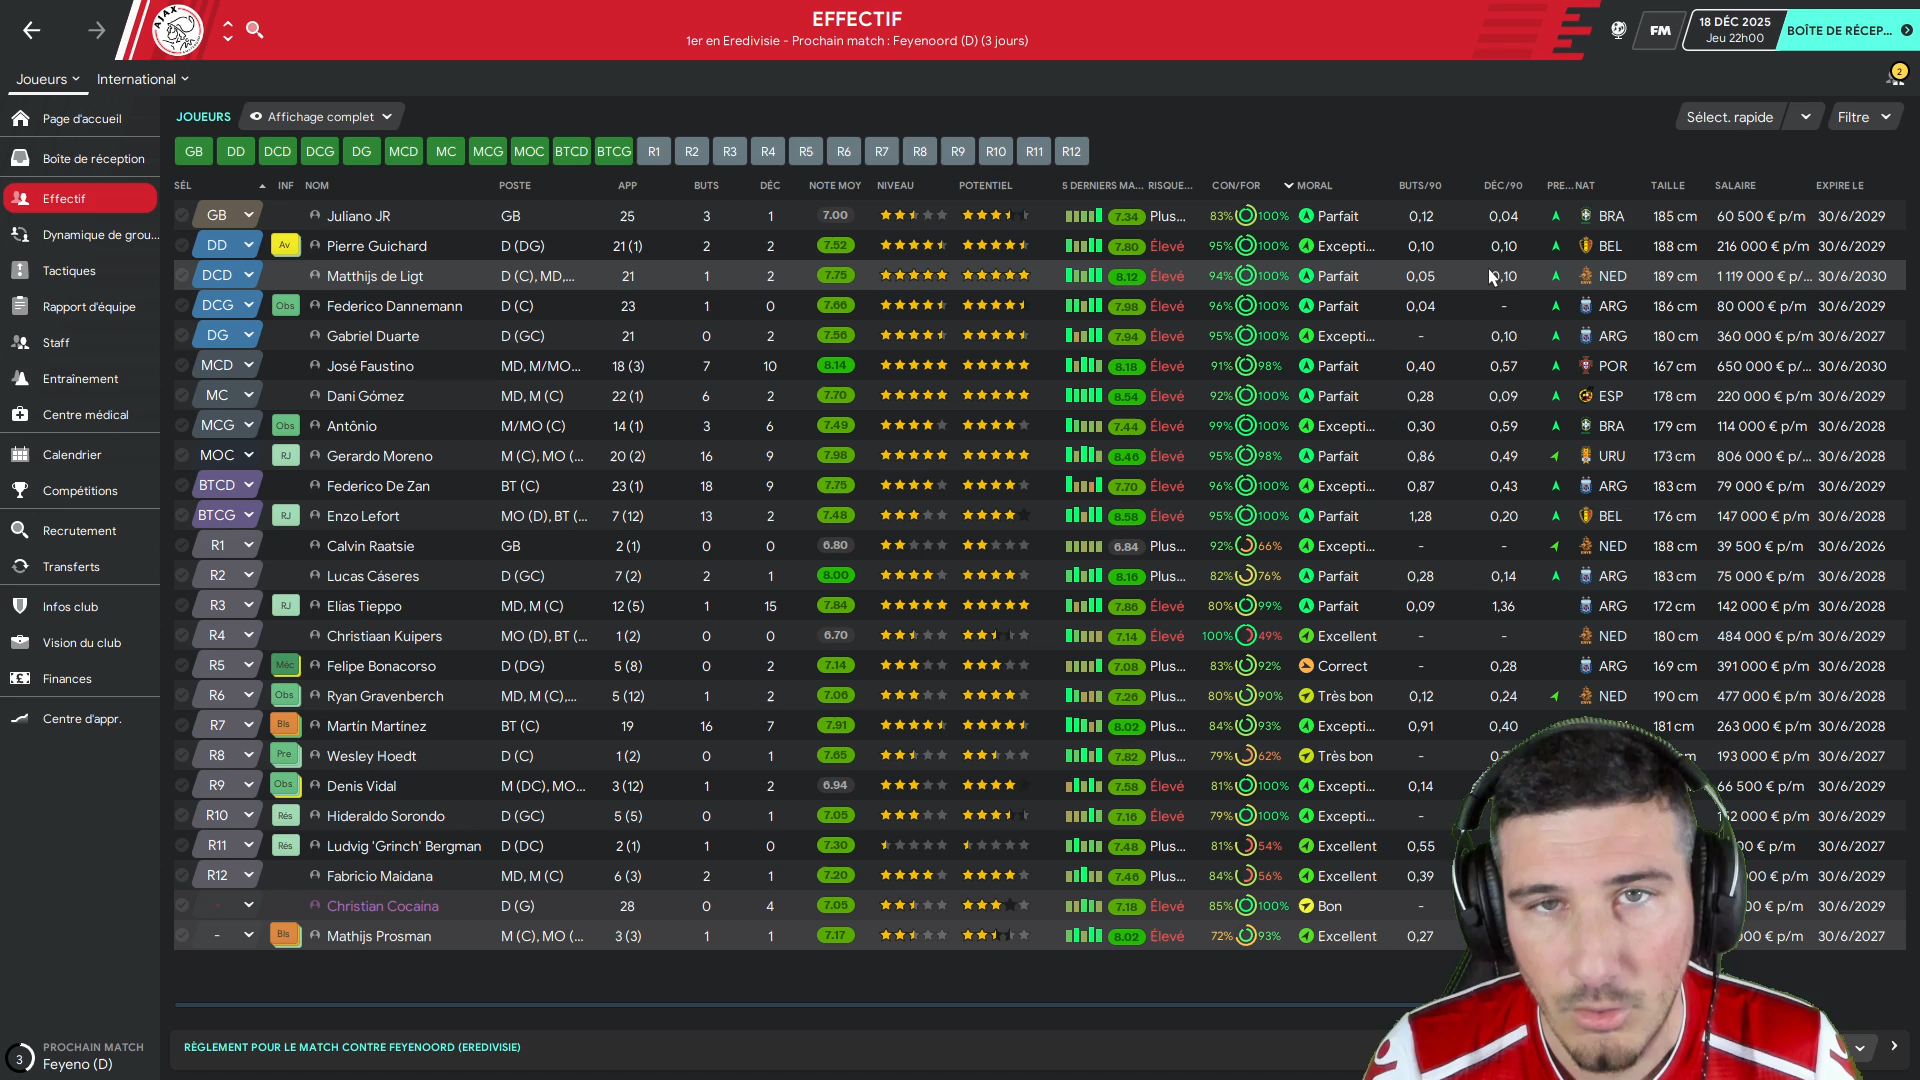 AJAX
EFFECTIF
1er en Eredivisie - Prochain match : Feyenoord (D) (3 jours)
FM
18 DÉC 2025
Jeu 22h00
BOÎTE DE RÉCEP...
Joueurs
International
2
Page d'accueil
Boîte de réception
Effectif
Dynamique de grou...
Tactiques
Rapport d'équipe
Staff
Entraînement
Centre médical
Calendrier
Compétitions
Recrutement
Transferts
Infos club
Vision du club
Finances
Centre d'appr.
JOUEURS
Affichage complet
Sélect. rapide
Filtre
GB DD DCD DCG DG MCD MC MCG MOC BTCD BTCG R1 R2 R3 R4 R5 R6 R7 R8 R9 R10 R11 R12
SÉL INF NOM POSTE APP BUTS DÉC NOTE MOY NIVEAU POTENTIEL 5 DERNIERS MA... RISQUE... CON/FOR MORAL BUTS/90 DÉC/90 PRE... NAT TAILLE SALAIRE EXPIRE LE
GB Juliano JR GB 25 3 1 7.00 7.34 Plus... 83% 100% Parfait 0,12 0,04 BRA 185 cm 60 500 € p/m 30/6/2029
DD Av Pierre Guichard D (DG) 21 (1) 2 2 7.52 7.80 Élevé 95% 100% Excepti... 0,10 0,10 BEL 188 cm 216 000 € p/m 30/6/2029
DCD Matthijs de Ligt D (C), MD,... 21 1 2 7.75 8.12 Élevé 94% 100% Parfait 0,05 0,10 NED 189 cm 1 119 000 € p/... 30/6/2030
DCG Obs Federico Dannemann D (C) 23 1 0 7.66 7.98 Élevé 96% 100% Parfait 0,04 - ARG 186 cm 80 000 € p/m 30/6/2029
DG Gabriel Duarte D (GC) 21 0 2 7.56 7.94 Élevé 95% 100% Excepti... - 0,10 ARG 180 cm 360 000 € p/m 30/6/2027
MCD José Faustino MD, M/MO... 18 (3) 7 10 8.14 8.18 Élevé 91% 98% Parfait 0,40 0,57 POR 167 cm 650 000 € p/... 30/6/2030
MC Dani Gómez MD, M (C) 22 (1) 6 2 7.70 8.54 Élevé 92% 100% Parfait 0,28 0,09 ESP 178 cm 220 000 € p/m 30/6/2029
MCG Obs Antônio M/MO (C) 14 (1) 3 6 7.49 7.44 Élevé 99% 100% Excepti... 0,30 0,59 BRA 179 cm 114 000 € p/m 30/6/2028
MOC RJ Gerardo Moreno M (C), MO (... 20 (2) 16 9 7.98 8.46 Élevé 95% 98% Parfait 0,86 0,49 URU 173 cm 806 000 € p/... 30/6/2028
BTCD Federico De Zan BT (C) 23 (1) 18 9 7.75 7.70 Élevé 96% 100% Excepti... 0,87 0,43 ARG 183 cm 79 000 € p/m 30/6/2029
BTCG RJ Enzo Lefort MO (D), BT (... 7 (12) 13 2 7.48 8.58 Élevé 95% 100% Parfait 1,28 0,20 BEL 176 cm 147 000 € p/m 30/6/2028
R1 Calvin Raatsie GB 2 (1) 0 0 6.80 6.84 Plus... 92% 66% Excepti... - - NED 188 cm 39 500 € p/m 30/6/2026
R2 Lucas Cáseres D (GC) 7 (2) 2 1 8.00 8.16 Plus... 82% 76% Parfait 0,28 0,14 ARG 183 cm 75 000 € p/m 30/6/2028
R3 RJ Elías Tieppo MD, M (C) 12 (5) 1 15 7.84 7.86 Élevé 80% 99% Parfait 0,09 1,36 ARG 172 cm 142 000 € p/m 30/6/2028
R4 Christiaan Kuipers MO (D), BT (... 1 (2) 0 0 6.70 7.14 Élevé 100% 49% Excellent - - NED 180 cm 484 000 € p/m 30/6/2029
R5 Méc Felipe Bonacorso D (DG) 5 (8) 0 2 7.14 7.08 Plus... 83% 92% Correct - 0,28 ARG 169 cm 391 000 € p/m 30/6/2028
R6 Obs Ryan Gravenberch MD, M (C),... 5 (12) 1 2 7.06 7.26 Plus... 80% 90% Très bon 0,12 0,24 NED 190 cm 477 000 € p/m 30/6/2028
R7 Bls Martín Martínez BT (C) 19 16 7 7.91 8.02 Plus... 84% 93% Excepti... 0,91 0,40 181 cm 263 000 € p/m 30/6/2028
R8 Pre Wesley Hoedt D (C) 1 (2) 0 1 7.65 7.82 Plus... 79% 62% Très bon - 193 000 € p/m 30/6/2027
R9 Obs Denis Vidal M (DC), MO... 3 (12) 1 2 6.94 7.58 Élevé 81% 100% Excepti... 0,14 66 500 € p/m 30/6/2028
R10 Rés Hideraldo Sorondo D (GC) 5 (5) 0 1 7.05 7.16 Élevé 79% 100% Excepti... - 000 € p/m 30/6/2029
R11 Rés Ludvig 'Grinch' Bergman D (DC) 2 (1) 1 0 7.30 7.48 Plus... 81% 54% Excellent 0,55 00 € p/m 30/6/2027
R12 Fabricio Maidana MD, M (C) 6 (3) 2 1 7.20 7.46 Plus... 84% 56% Excellent 0,39 000 € p/m 30/6/2028
- Christian Cocaina D (G) 28 0 4 7.05 7.18 Élevé 85% 100% Bon - 00 € p/m 30/6/2029
- Bls Mathijs Prosman M (C), MO (... 3 (3) 1 1 7.17 8.02 Élevé 72% 93% Excellent 0,27 000 € p/m 30/6/2027
RÈGLEMENT POUR LE MATCH CONTRE FEYENOORD (EREDIVISIE)
3
PROCHAIN MATCH
Feyeno (D)